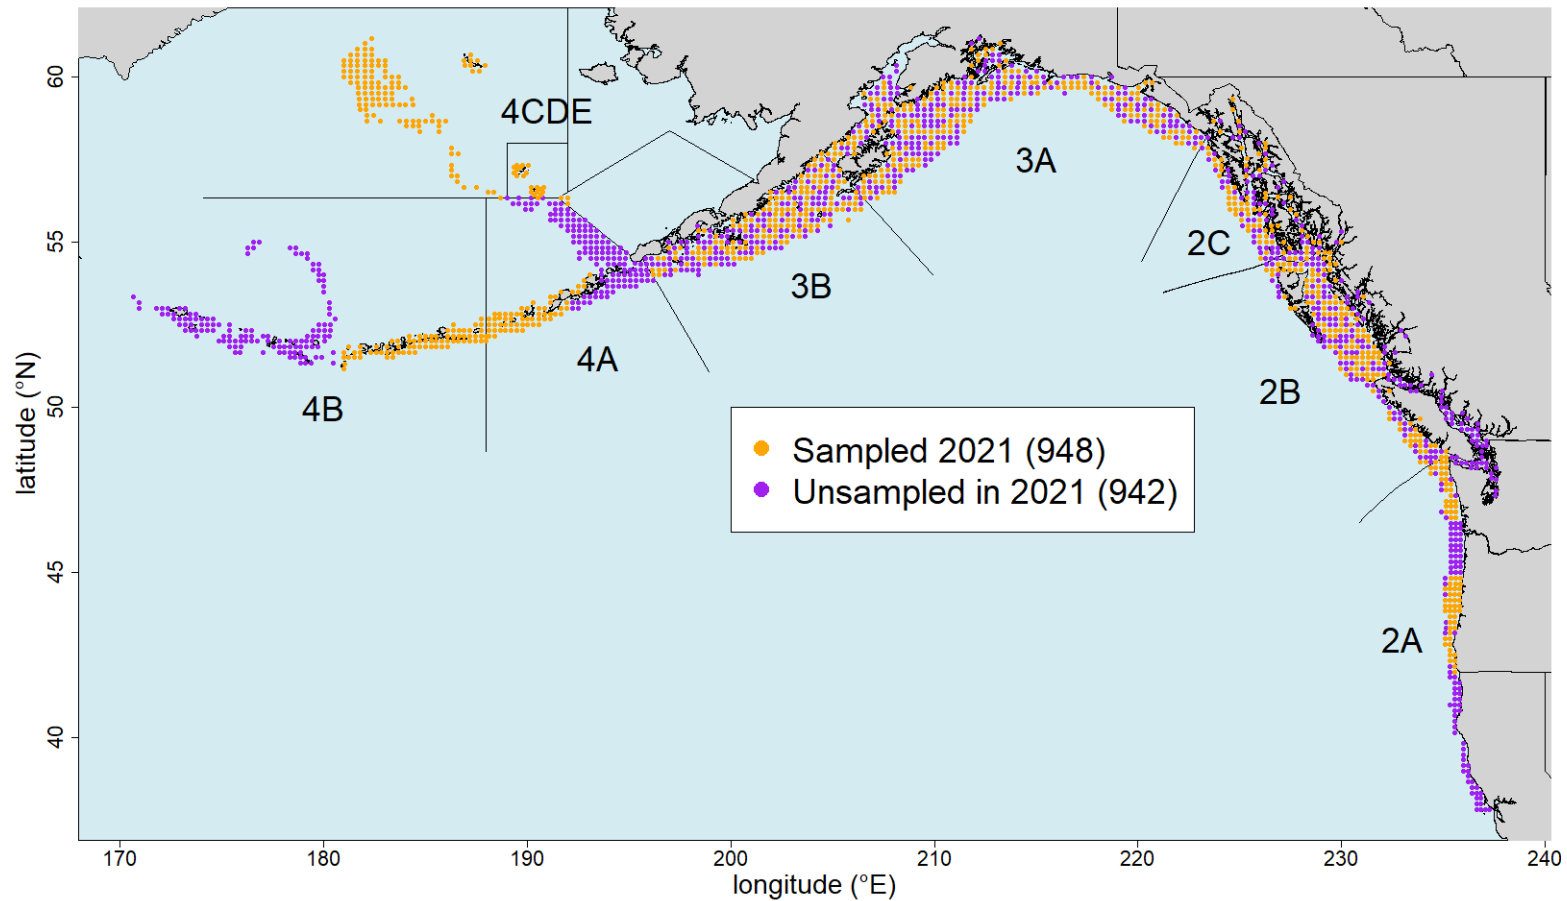 60
4CDE
3A
55
2C
3B
4A
4B
2B
50
Sampled 2021 (948)
Unsampled in 2021 (942)
latitude (°N)
45
2A
40
170 180 190 200 210 220 230 240
longitude (°E)